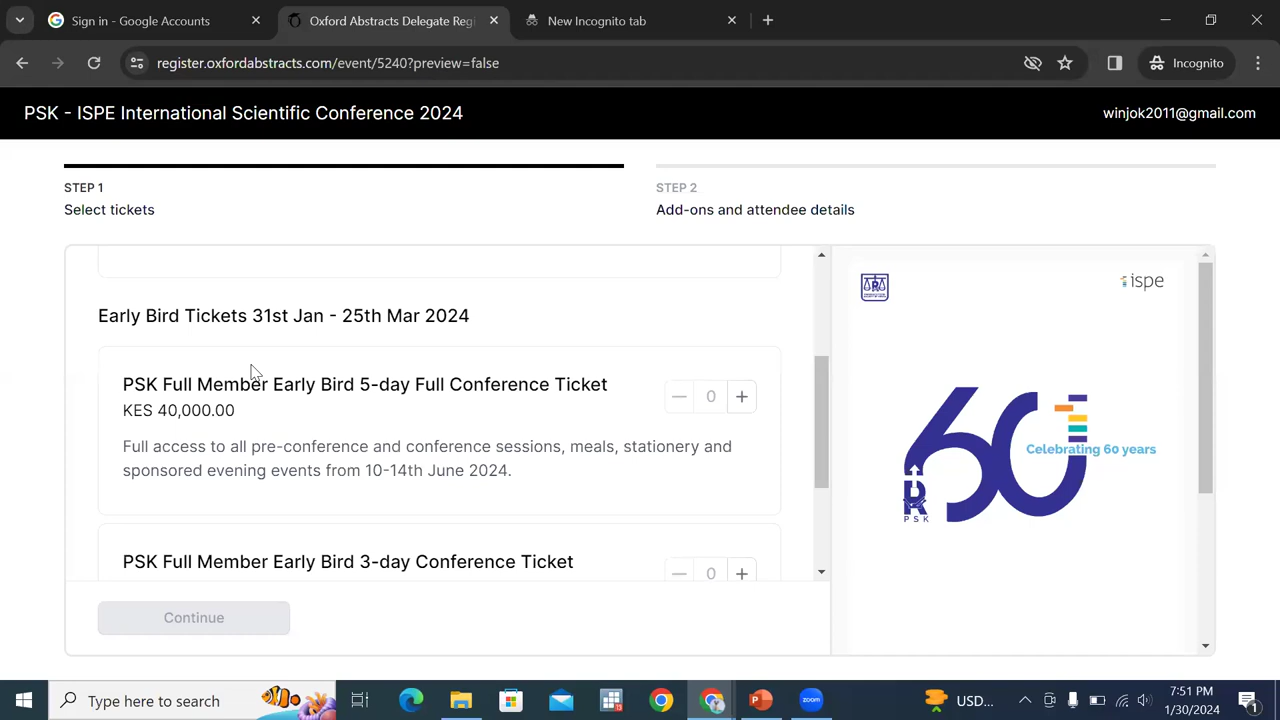 Sign in - Google Accounts
Oxford Abstracts Delegate Regi
New Incognito tab
register.oxfordabstracts.com/event/5240?preview=false
Incognito
PSK - ISPE International Scientific Conference 2024
winjok2011@gmail.com
STEP 1
Select tickets
STEP 2
Add-ons and attendee details
Early Bird Tickets 31st Jan - 25th Mar 2024
PSK Full Member Early Bird 5-day Full Conference Ticket
KES 40,000.00
0
Full access to all pre-conference and conference sessions, meals, stationery and
sponsored evening events from 10-14th June 2024.
PSK Full Member Early Bird 3-day Conference Ticket
0
Continue
ispe
60
Celebrating 60 years
PSK
Type here to search
USD...
7:51 PM
1/30/2024
1